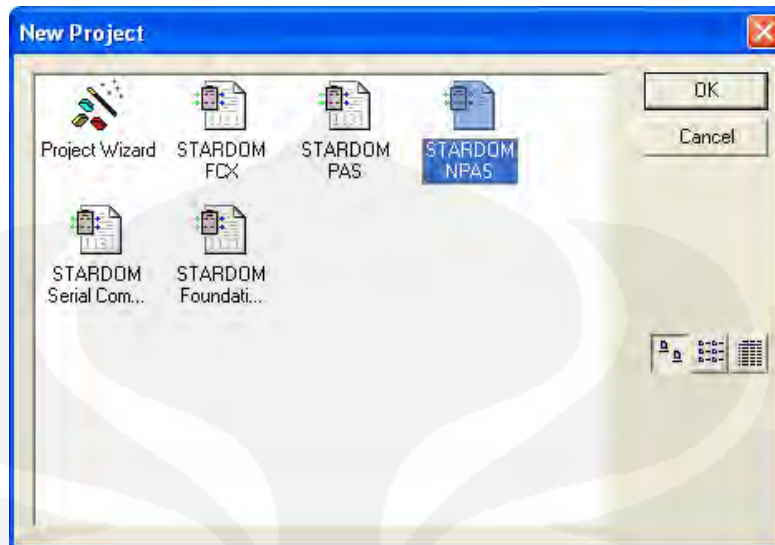 New Project
Project Wizard
STARDOM
FCX
STARDOM
PAS
STARDOM
NPAS
STARDOM
Serial Com...
STARDOM
Foundati...
OK
Cancel